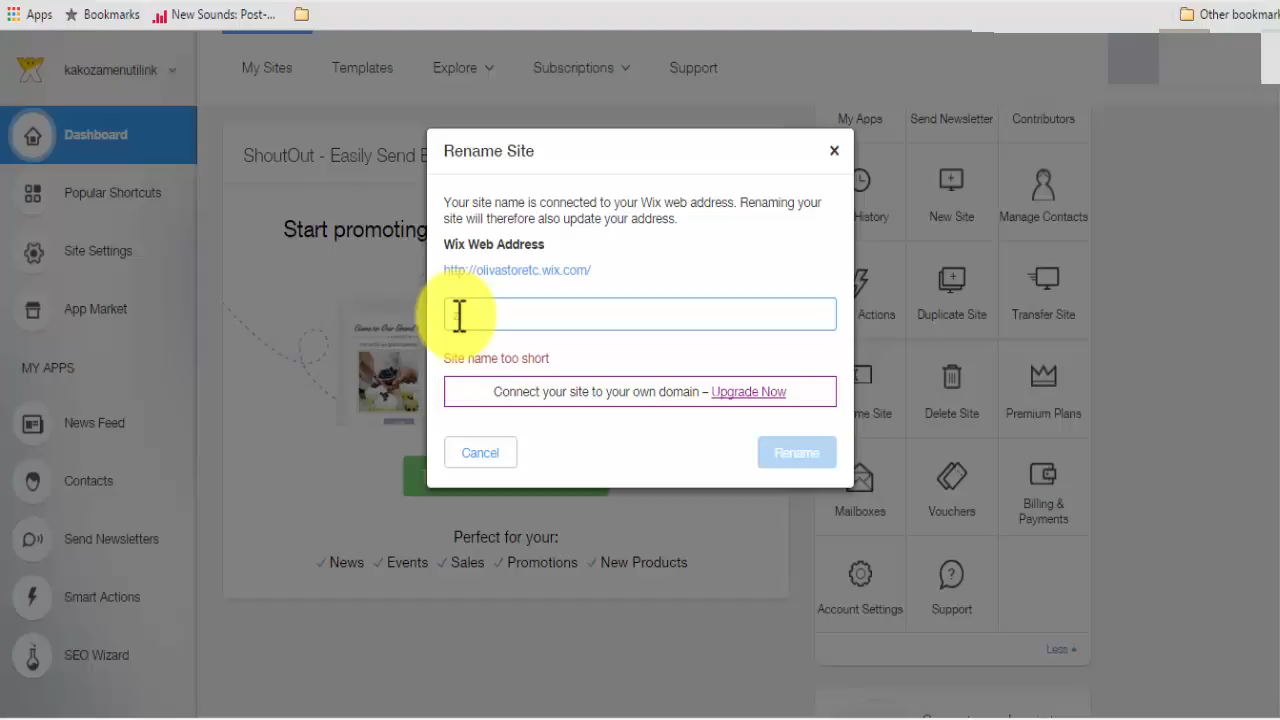 Apps
Bookmarks
New Sounds: Post-...
Other bookmark
kakozamenutilink
My Sites
Templates
Explore
Subscriptions
Support
Dashboard
Popular Shortcuts
Site Settings
App Market
MY APPS
News Feed
Contacts
Send Newsletters
Smart Actions
SEO Wizard
ShoutOut - Easily Send E
Start promoting
Perfect for your:
✓ News ✓ Events ✓ Sales ✓ Promotions ✓ New Products
Rename Site
Your site name is connected to your Wix web address. Renaming your
site will therefore also update your address.
Wix Web Address
http://olivastoretc.wix.com/
Site name too short
Connect your site to your own domain – Upgrade Now
Cancel
Rename
My Apps
Send Newsletter
Contributors
History
New Site
Manage Contacts
Actions
Duplicate Site
Transfer Site
me Site
Delete Site
Premium Plans
Mailboxes
Vouchers
Billing &
Payments
Account Settings
Support
Less